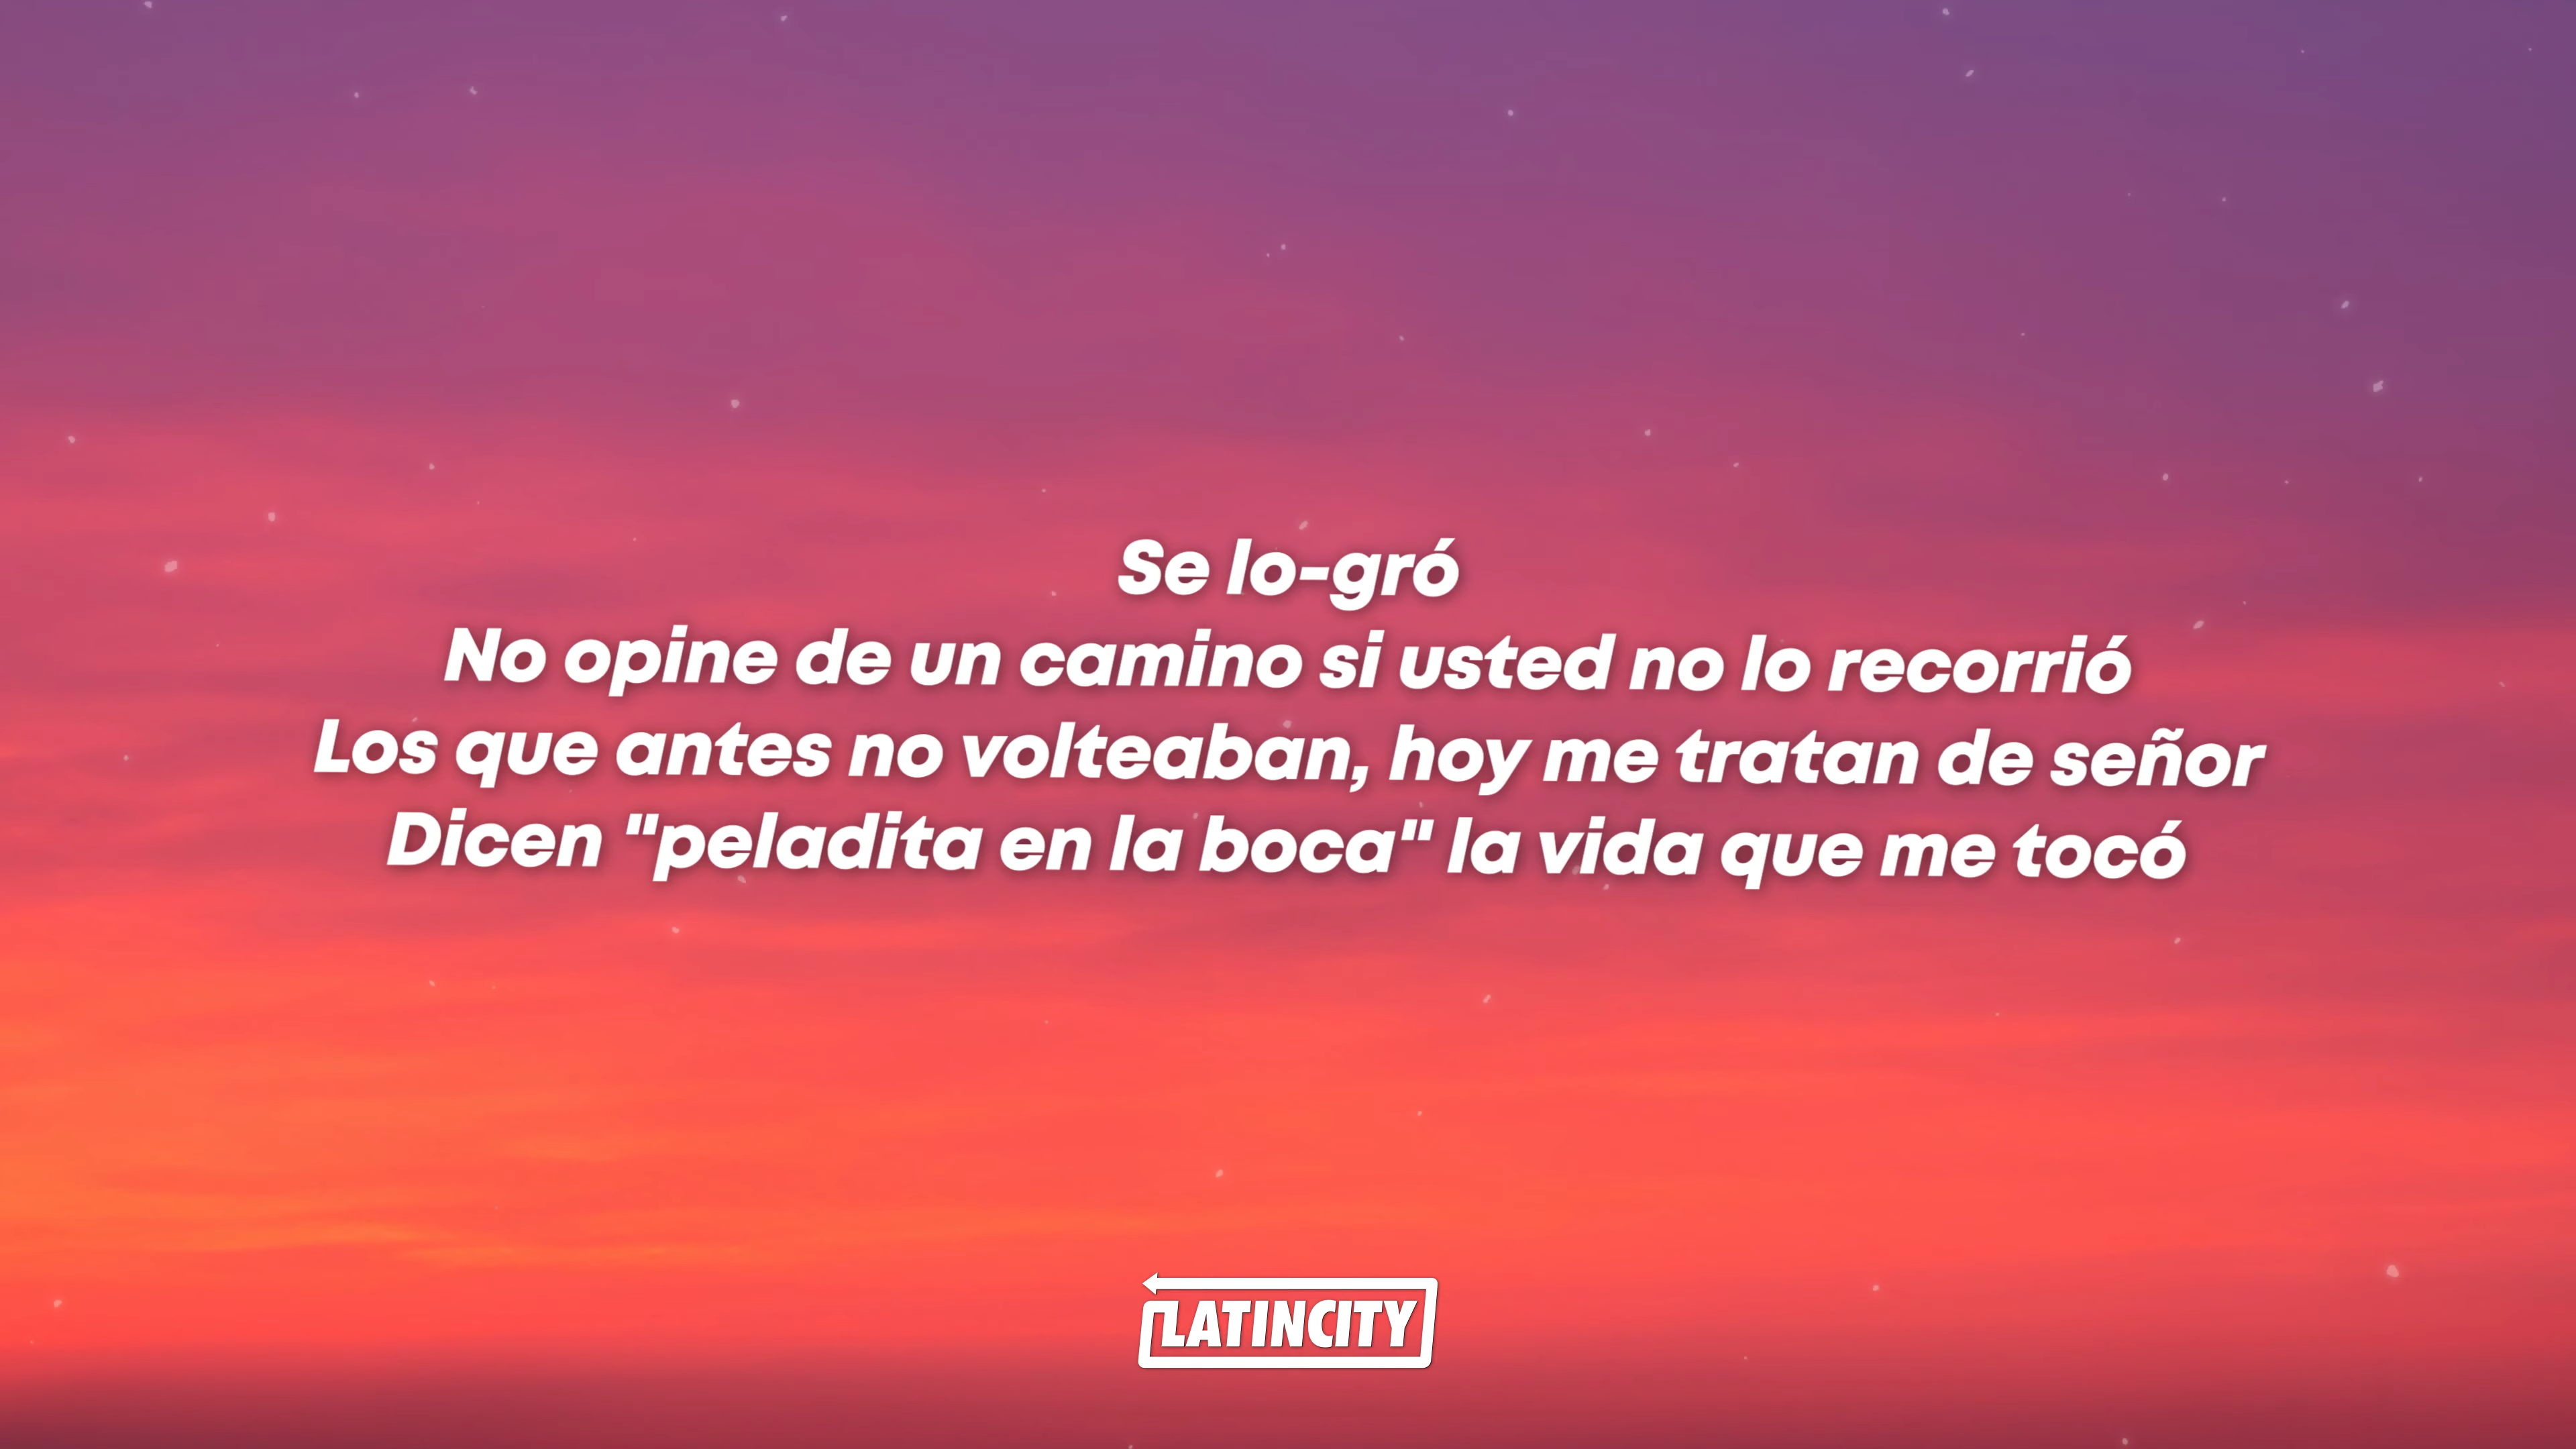 Se lo-gró
No opine de un camino si usted no lo recorrió
Los que antes no volteaban, hoy me tratan de señor
Dicen "peladita en la boca" la vida que me tocó
LATINCITY